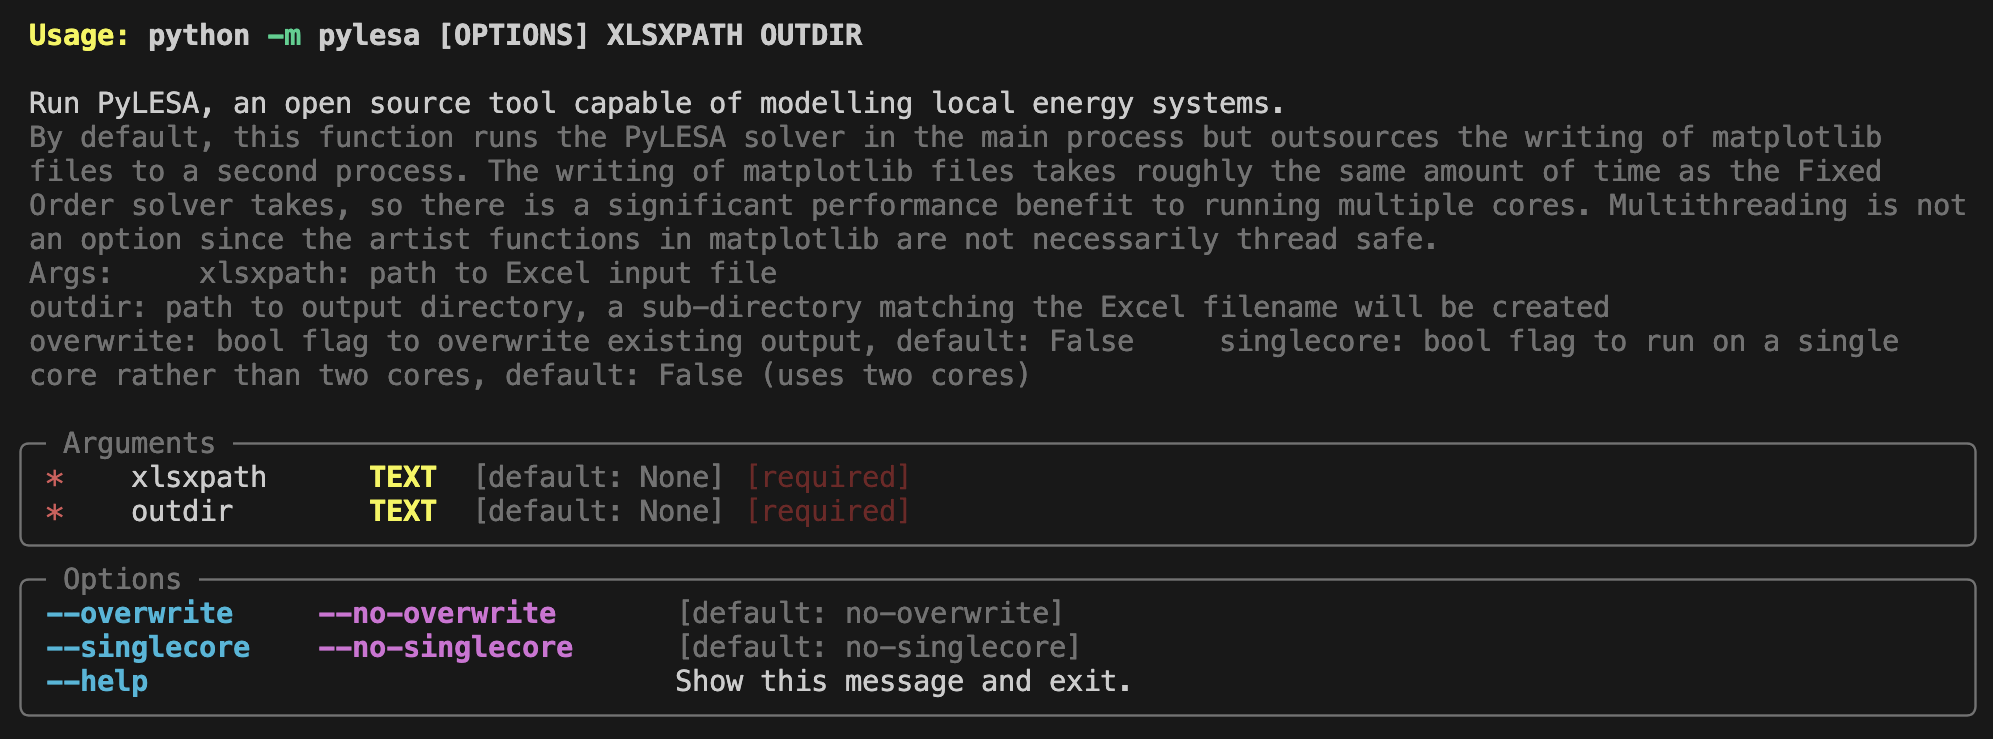 Usage: python -m pylesa [OPTIONS] XLSXPATH OUTDIR
Run PyLESA, an open source tool capable of modelling local energy systems.
By default, this function runs the PyLESA solver in the main process but outsources the writing of matplotlib
files to a second process. The writing of matplotlib files takes roughly the same amount of time as the Fixed
Order solver takes, so there is a significant performance benefit to running multiple cores. Multithreading is not
an option since the artist functions in matplotlib are not necessarily thread safe.
Args:     xlsxpath: path to Excel input file
outdir: path to output directory, a sub-directory matching the Excel filename will be created
overwrite: bool flag to overwrite existing output, default: False     singlecore: bool flag to run on a single
core rather than two cores, default: False (uses two cores)
Arguments
*    xlsxpath      TEXT  [default: None] [required]
*    outdir        TEXT  [default: None] [required]
Options
--overwrite     --no-overwrite       [default: no-overwrite]
--singlecore    --no-singlecore      [default: no-singlecore]
--help                               Show this message and exit.